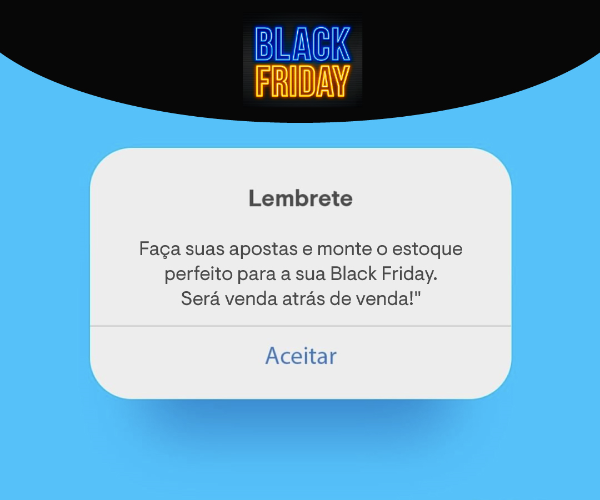 BLACK
FRIDAY
Lembrete
Faça suas apostas e monte o estoque
perfeito para a sua Black Friday.
Será venda atrás de venda!"
Aceitar